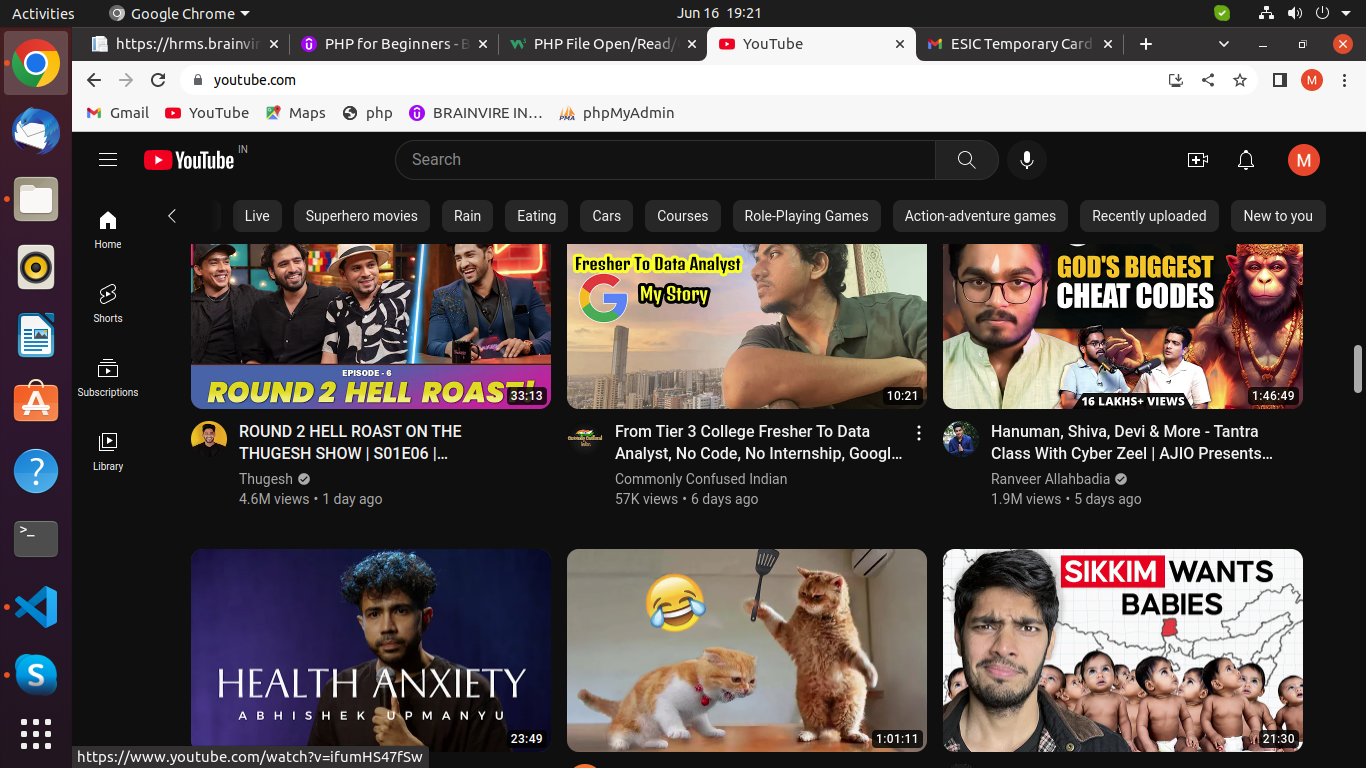 Activities
Google Chrome
Jun 16 19:21
https://hrms.brainvir
PHP for Beginners - B
PHP File Open/Read/
YouTube
ESIC Temporary Card
youtube.com
M
Gmail
YouTube
Maps
php
BRAINVIRE IN…
PMA
phpMyAdmin
YouTube IN
Search
M
Home
Shorts
Subscriptions
Library
Live
Superhero movies
Rain
Eating
Cars
Courses
Role-Playing Games
Action-adventure games
Recently uploaded
New to you
EPISODE - 6
ROUND 2 HELL ROAST!
33:13
Fresher To Data Analyst
My Story
10:21
GOD'S BIGGEST
CHEAT CODES
16 LAKHS+ VIEWS
1:46:49
ROUND 2 HELL ROAST ON THE
THUGESH SHOW | S01E06 |…
Thugesh
4.6M views • 1 day ago
From Tier 3 College Fresher To Data
Analyst, No Code, No Internship, Googl…
Commonly Confused Indian
57K views • 6 days ago
Hanuman, Shiva, Devi & More - Tantra
Class With Cyber Zeel | AJIO Presents…
Ranveer Allahbadia
1.9M views • 5 days ago
HEALTH ANXIETY
ABHISHEK UPMANYU
23:49
1:01:11
SIKKIM WANTS
BABIES
21:30
https://www.youtube.com/watch?v=ifumHS47fSw